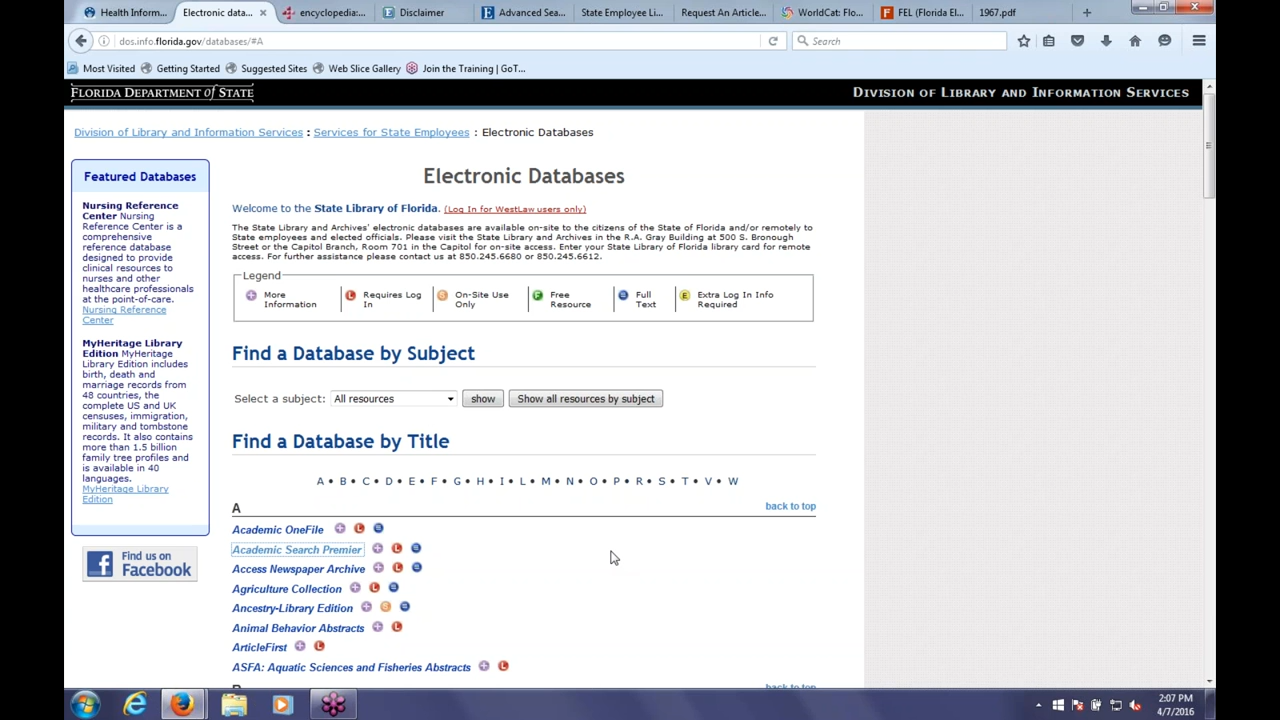 Health Inform...
Electronic data...
encyclopedia:...
Disclaimer
Advanced Sea...
State Employee Li...
Request An Article...
WorldCat: Flo...
FEL (Florida El...
1967.pdf
dos.info.florida.gov/databases/#A
Search
Most Visited
Getting Started
Suggested Sites
Web Slice Gallery
Join the Training | GoT...
FLORIDA DEPARTMENT of STATE
DIVISION OF LIBRARY AND INFORMATION SERVICES
Division of Library and Information Services : Services for State Employees : Electronic Databases
Featured Databases
Nursing Reference
Center Nursing
Reference Center is a
comprehensive
reference database
designed to provide
clinical resources to
nurses and other
healthcare professionals
at the point-of-care.
Nursing Reference
Center
MyHeritage Library
Edition MyHeritage
Library Edition includes
birth, death and
marriage records from
48 countries, the
complete US and UK
censuses, immigration,
military and tombstone
records. It also contains
more than 1.5 billion
family tree profiles and
is available in 40
languages.
MyHeritage Library
Edition
Find us on
Facebook
Electronic Databases
Welcome to the State Library of Florida. (Log In for WestLaw users only)
The State Library and Archives' electronic databases are available on-site to the citizens of the State of Florida and/or remotely to
State employees and elected officials. Please visit the State Library and Archives in the R.A. Gray Building at 500 S. Bronough
Street or the Capitol Branch, Room 701 in the Capitol for on-site access. Enter your State Library of Florida library card for remote
access. For further assistance please contact us at 850.245.6680 or 850.245.6612.
Legend
More
Information
L Requires Log
In
S On-Site Use
Only
F Free
Resource
Full
Text
E Extra Log In Info
Required
Find a Database by Subject
Select a subject: All resources show Show all resources by subject
Find a Database by Title
A • B • C • D • E • F • G • H • I • L • M • N • O • P • R • S • T • V • W
A back to top
Academic OneFile L
Academic Search Premier L
Access Newspaper Archive L
Agriculture Collection L
Ancestry-Library Edition S
Animal Behavior Abstracts L
ArticleFirst L
ASFA: Aquatic Sciences and Fisheries Abstracts L
back to top
2:07 PM
4/7/2016